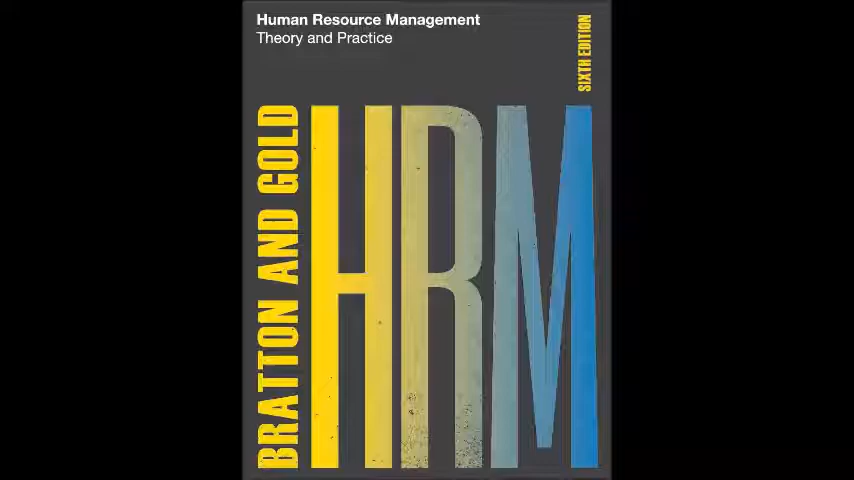 Human Resource Management
Theory and Practice
SIXTH EDITION
BRATTON AND GOLD
HRM